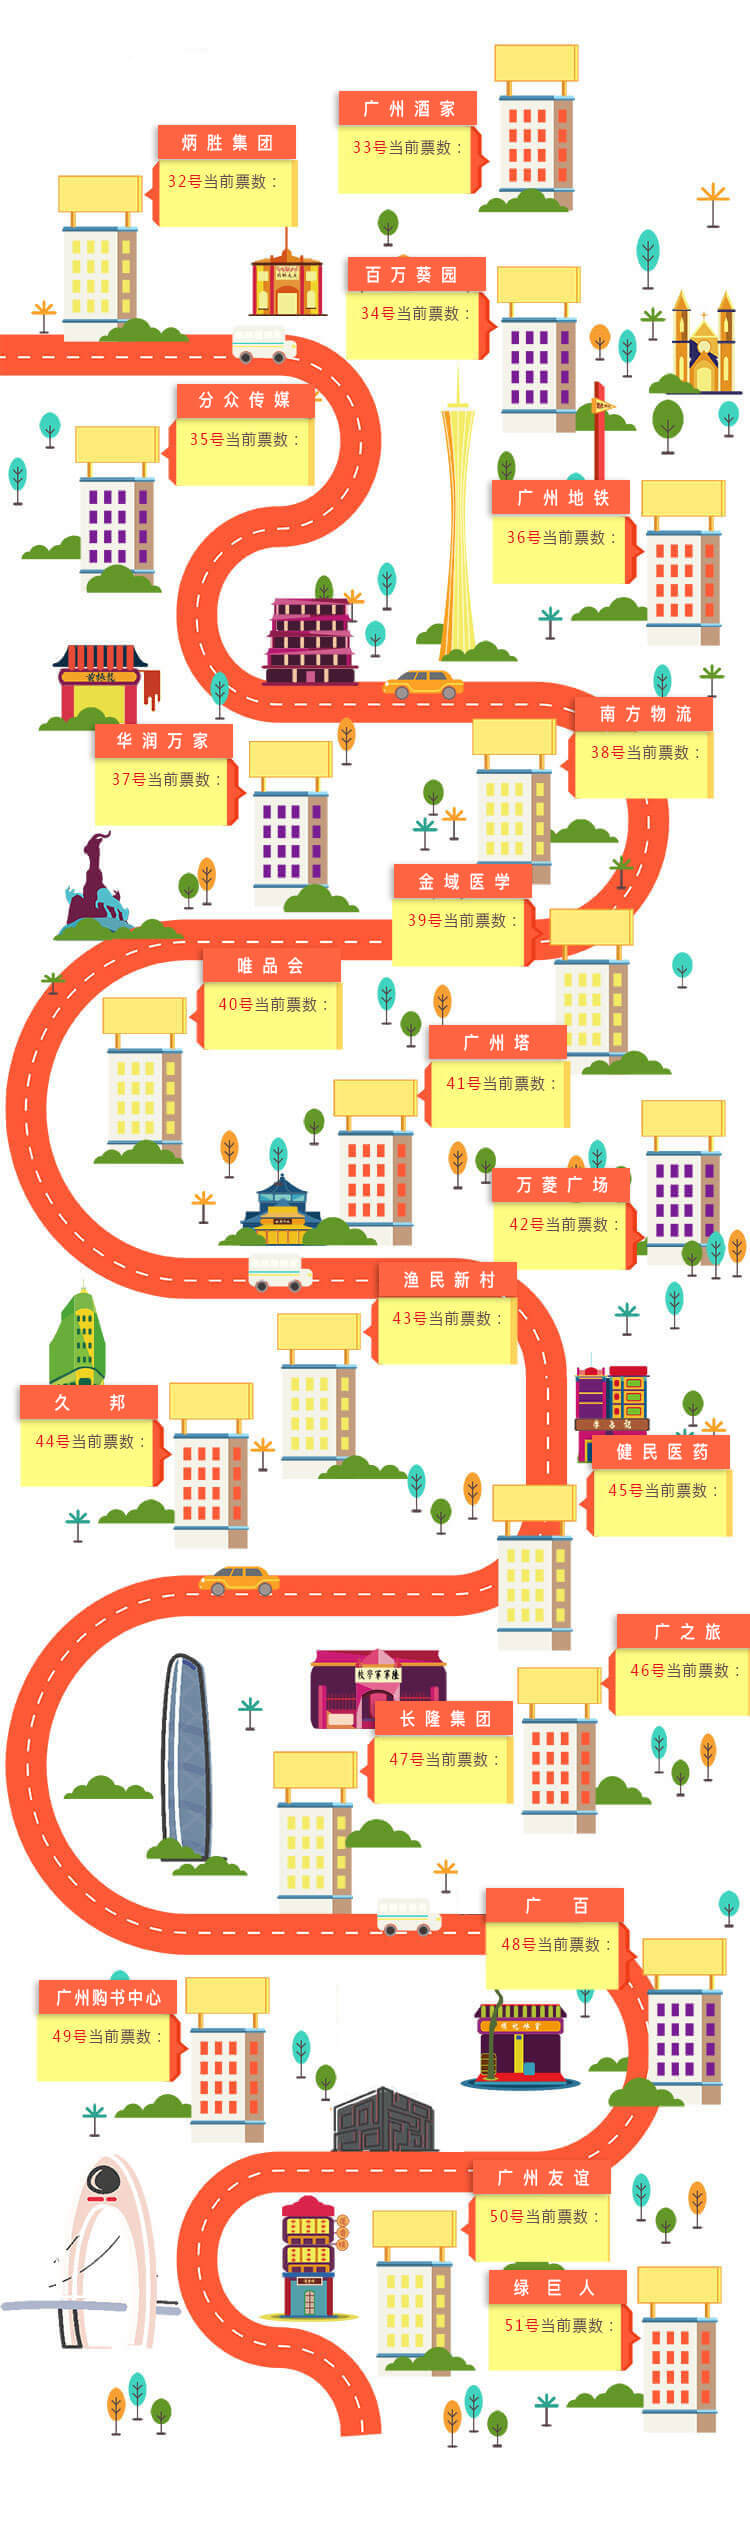 广州酒家
33号当前票数：
炳胜集团
32号当前票数：
百万葵园
34号当前票数：
分众传媒
35号当前票数：
广州地铁
36号当前票数：
南方物流
38号当前票数：
华润万家
37号当前票数：
金域医学
39号当前票数：
唯品会
40号当前票数：
广州塔
41号当前票数：
万菱广场
42号当前票数：
渔民新村
43号当前票数：
久邦
44号当前票数：
健民医药
45号当前票数：
广之旅
46号当前票数：
校学军军陸
长隆集团
47号当前票数：
广百
48号当前票数：
广州购书中心
49号当前票数：
广州友谊
50号当前票数：
绿巨人
51号当前票数：